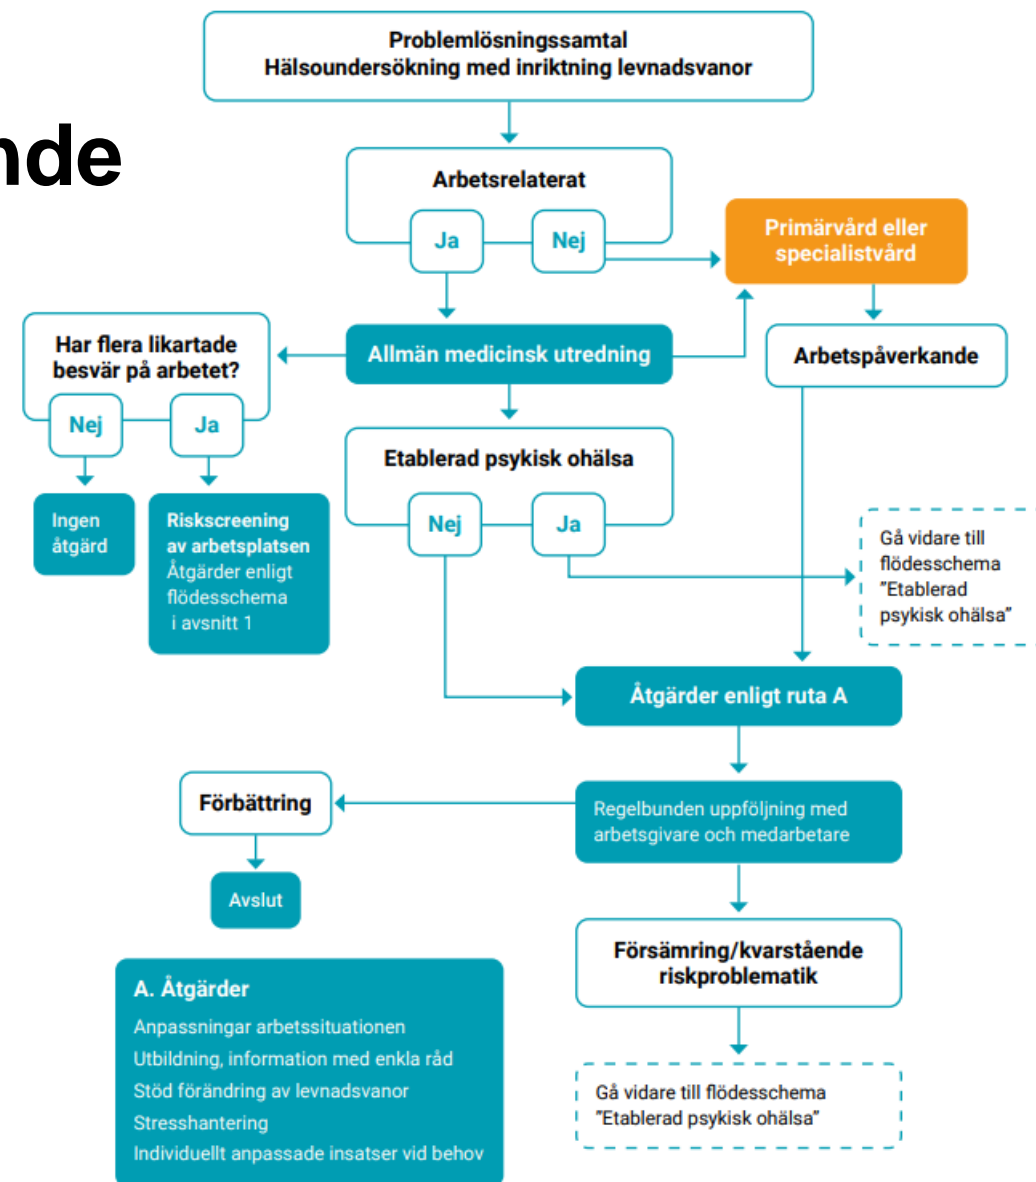 Problemlösningssamtal
Hälsoundersökning med inriktning levnadsvanor
nde
Arbetsrelaterat
Ja
Nej
Primärvård eller
specialistvård
Har flera likartade
besvär på arbetet?
Nej
Ja
Allmän medicinsk utredning
Arbetspåverkande
Etablerad psykisk ohälsa
Nej
Ja
Ingen
åtgärd
Riskscreening
av arbetsplatsen
Åtgärder enligt
flödesschema
i avsnitt 1
Gå vidare till
flödesschema
”Etablerad
psykisk ohälsa”
Åtgärder enligt ruta A
Förbättring
Regelbunden uppföljning med
arbetsgivare och medarbetare
Avslut
Försämring/kvarstående
riskproblematik
A. Åtgärder
Anpassningar arbetssituationen
Utbildning, information med enkla råd
Stöd förändring av levnadsvanor
Stresshantering
Individuellt anpassade insatser vid behov
Gå vidare till flödesschema
”Etablerad psykisk ohälsa”